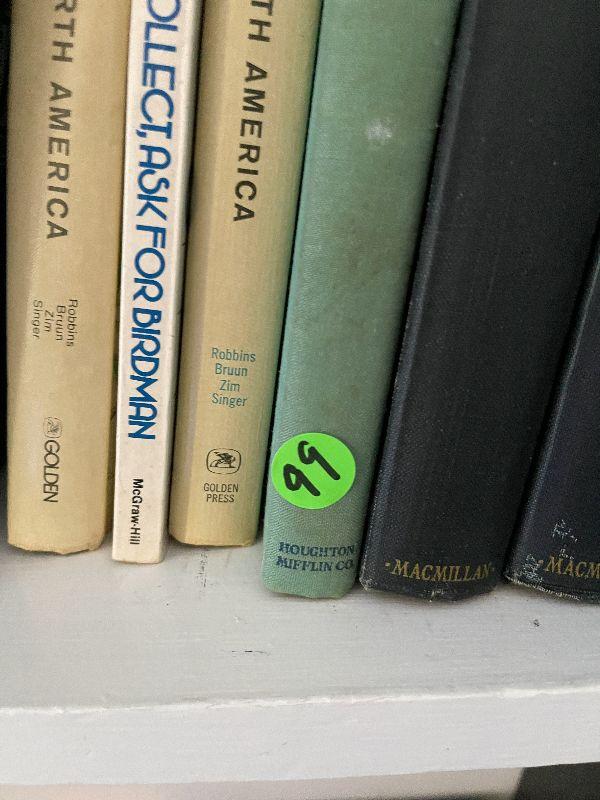 RTH AMERICA
Robbins
Bruun
Zim
Singer
GOLDEN
OLLECT, ASK FOR BIRDMAN
McGraw-Hill
TH AMERICA
Robbins
Bruun
Zim
Singer
GOLDEN
PRESS
99
HOUGHTON
MIFFLIN CO.
·MACMILLAN·
·MACM